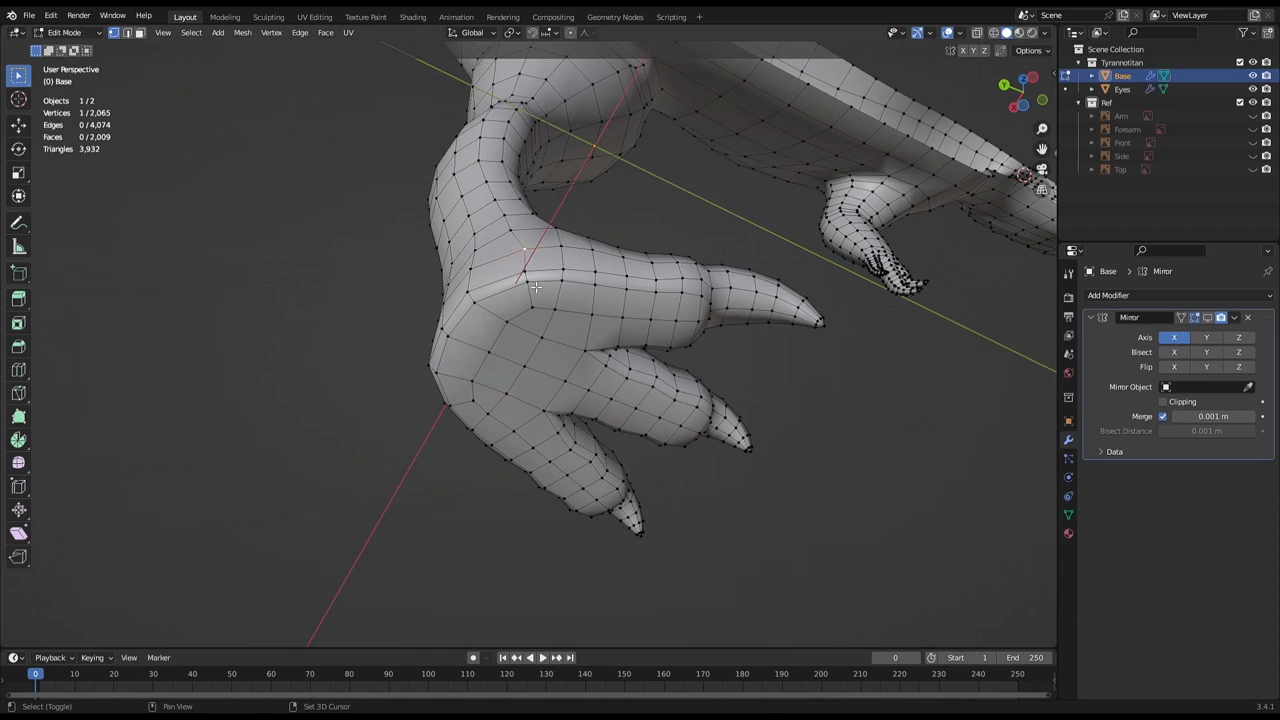 File Edit Render Window Help Layout Modeling Sculpting UV Editing Texture Paint Shading Animation Rendering Compositing Geometry Nodes Scripting + Scene ViewLayer
Edit Mode View Select Add Mesh Vertex Edge Face UV Global
X Y Z Options
User Perspective
(0) Base
Objects 1/2
Vertices 1/2,065
Edges 0/4,074
Faces 0/2,009
Triangles 3,932
Z
Y
X
Scene Collection
Tyrannotitan
Base
Eyes
Ref
Arm
Forearm
Front
Side
Top
Base > Mirror
Add Modifier
Mirror
Axis X Y Z
Bisect X Y Z
Flip X Y Z
Mirror Object
Clipping
Merge 0.001 m
Bisect Distance 0.001 m
Data
Playback Keying View Marker 0 Start 1 End 250
0 10 20 30 40 50 60 70 80 90 100 110 120 130 140 150 160 170 180 190 200 210 220 230 240 250
Select (Toggle) Pan View Set 3D Cursor 3.4.1